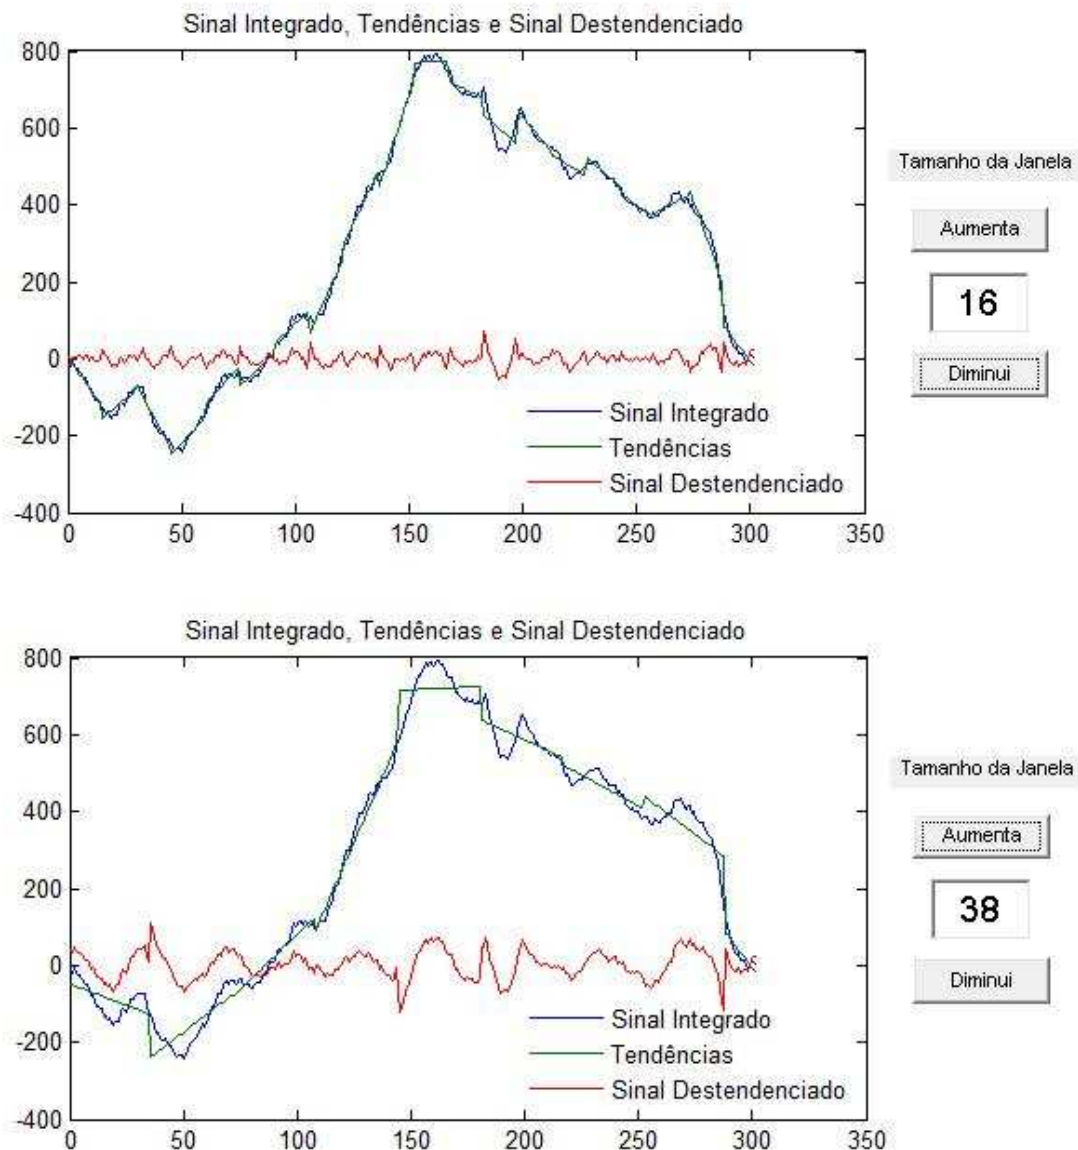 Sinal Integrado, Tendências e Sinal Destendenciado
800
600
400
200
0
-200
-400
0 50 100 150 200 250 300 350
Sinal Integrado
Tendências
Sinal Destendenciado
Tamanho da Janela
Aumenta
16
Diminui
Sinal Integrado, Tendências e Sinal Destendenciado
800
600
400
200
0
-200
-400
0 50 100 150 200 250 300 350
Sinal Integrado
Tendências
Sinal Destendenciado
Tamanho da Janela
Aumenta
38
Diminui